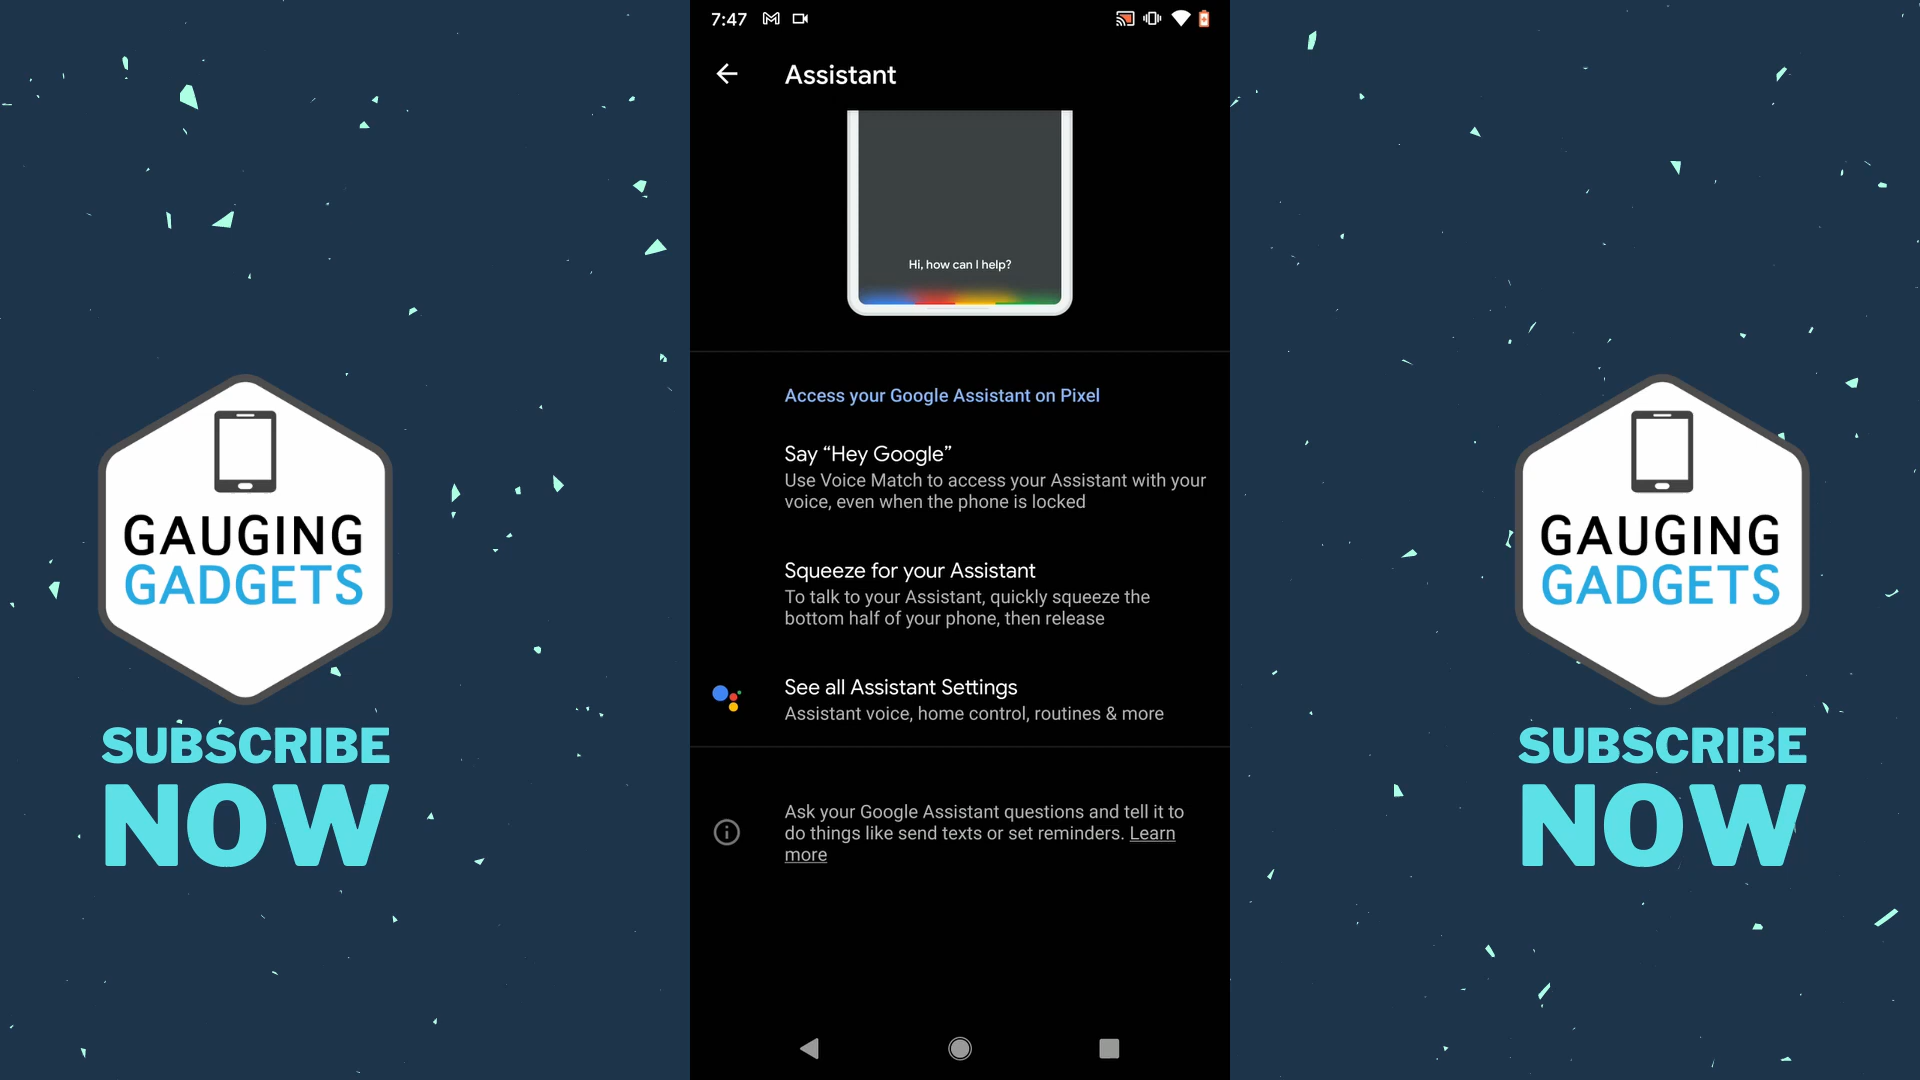 7:47
Assistant
Hi, how can I help?
Access your Google Assistant on Pixel
Say “Hey Google”
Use Voice Match to access your Assistant with your
voice, even when the phone is locked
Squeeze for your Assistant
To talk to your Assistant, quickly squeeze the
bottom half of your phone, then release
See all Assistant Settings
Assistant voice, home control, routines & more
Ask your Google Assistant questions and tell it to
do things like send texts or set reminders. Learn
more
GAUGING
GADGETS
SUBSCRIBE
NOW
GAUGING
GADGETS
SUBSCRIBE
NOW